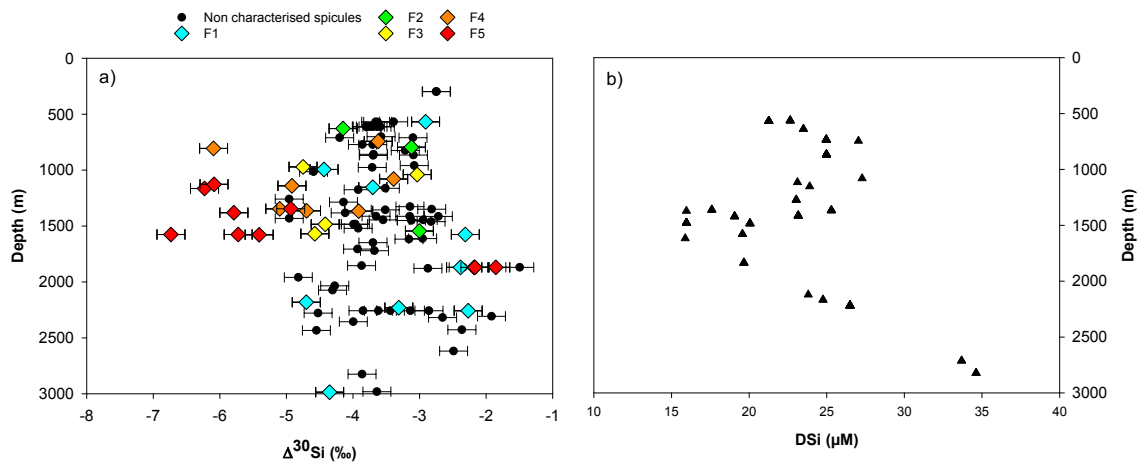 Non characterised spicules F2 F4
F1 F3 F5
a)
0
500
1000
1500
2000
2500
3000
Depth (m)
-8 -7 -6 -5 -4 -3 -2 -1
Δ30Si (‰)
b)
0
500
1000
1500
2000
2500
3000
Depth (m)
10 15 20 25 30 35 40
DSi (µM)